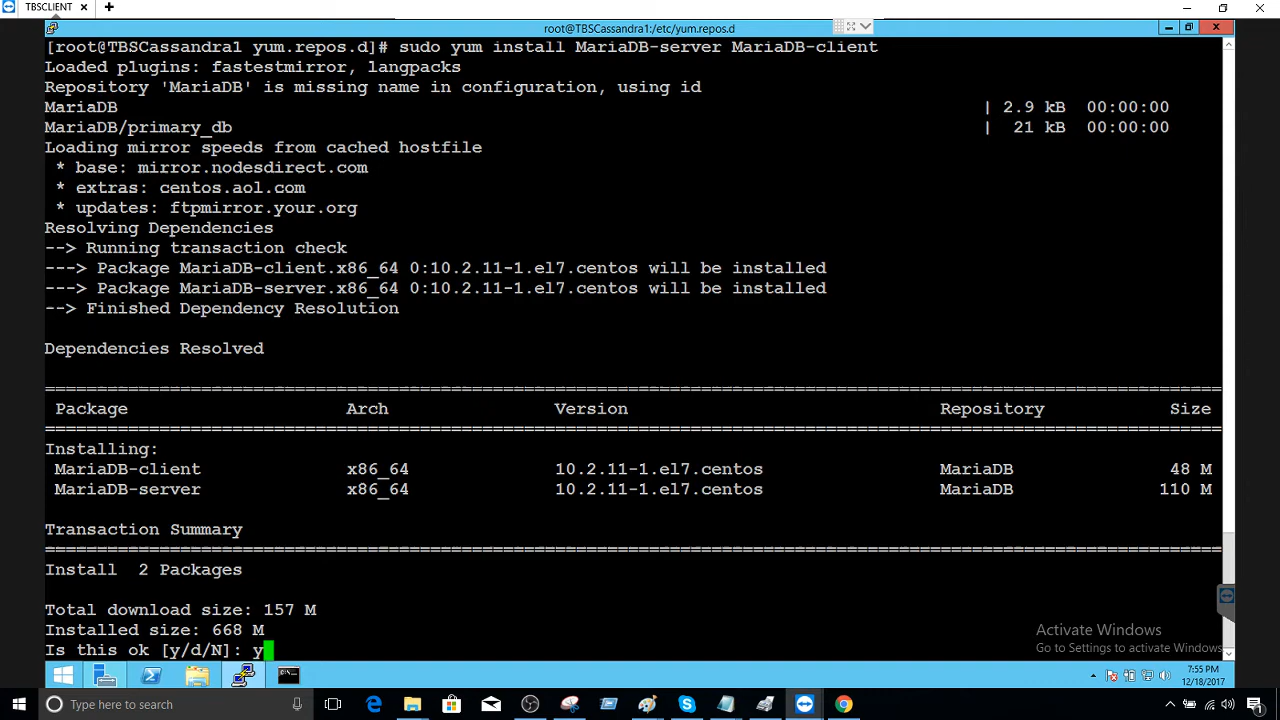 TBSCLIENT × +
root@TBSCassandra1:/etc/yum.repos.d
[root@TBSCassandra1 yum.repos.d]# sudo yum install MariaDB-server MariaDB-client
Loaded plugins: fastestmirror, langpacks
Repository 'MariaDB' is missing name in configuration, using id
MariaDB | 2.9 kB 00:00:00
MariaDB/primary_db | 21 kB 00:00:00
Loading mirror speeds from cached hostfile
* base: mirror.nodesdirect.com
* extras: centos.aol.com
* updates: ftpmirror.your.org
Resolving Dependencies
--> Running transaction check
---> Package MariaDB-client.x86_64 0:10.2.11-1.el7.centos will be installed
---> Package MariaDB-server.x86_64 0:10.2.11-1.el7.centos will be installed
--> Finished Dependency Resolution
Dependencies Resolved
================================================================================
Package Arch Version Repository Size
================================================================================
Installing:
MariaDB-client x86_64 10.2.11-1.el7.centos MariaDB 48 M
MariaDB-server x86_64 10.2.11-1.el7.centos MariaDB 110 M
Transaction Summary
================================================================================
Install 2 Packages
Total download size: 157 M
Installed size: 668 M
Is this ok [y/d/N]: y
Activate Windows
Go to Settings to activate Windows
7:55 PM
12/18/2017
Type here to search